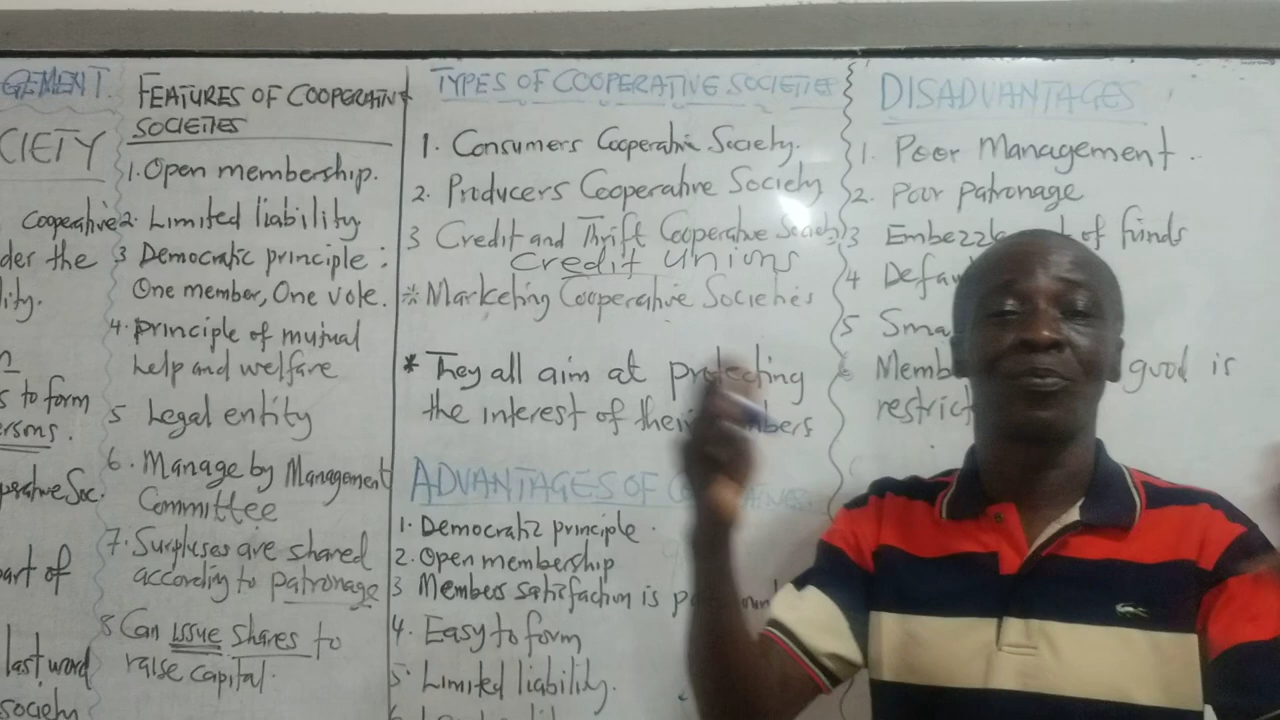 GEMENT.
CIETY
Cooperative
der the
lity.
n
s to form
ersons.
perative Soc.
art of
last word
society
FEATURES OF COOPERATIVE
SOCIETIES
1. Open membership.
2. Limited liability
3 Democratic principle:
One member, One vote.
4. principle of mutual
help and welfare
5 Legal entity
6. Manage by Management
Committee
7. Surpluses are shared
according to patronage
8 Can issue shares to
raise capital.
TYPES OF COOPERATIVE SOCIETIES
1. Consumers Cooperative Society.
2. Producers Cooperative Society
3 Credit and Thrift Cooperative Society
Credit unions
* Marketing Cooperative Societies
* They all aim at protecting
the interest of their
ADVANTAGES OF
1. Democratic principle.
2. Open membership
3 Members satisfaction is
4. Easy to form
5. Limited liability.
DISADVANTAGES
1. Poor Management.
2. Poor patronage
3 of funds
4
5
6 good is